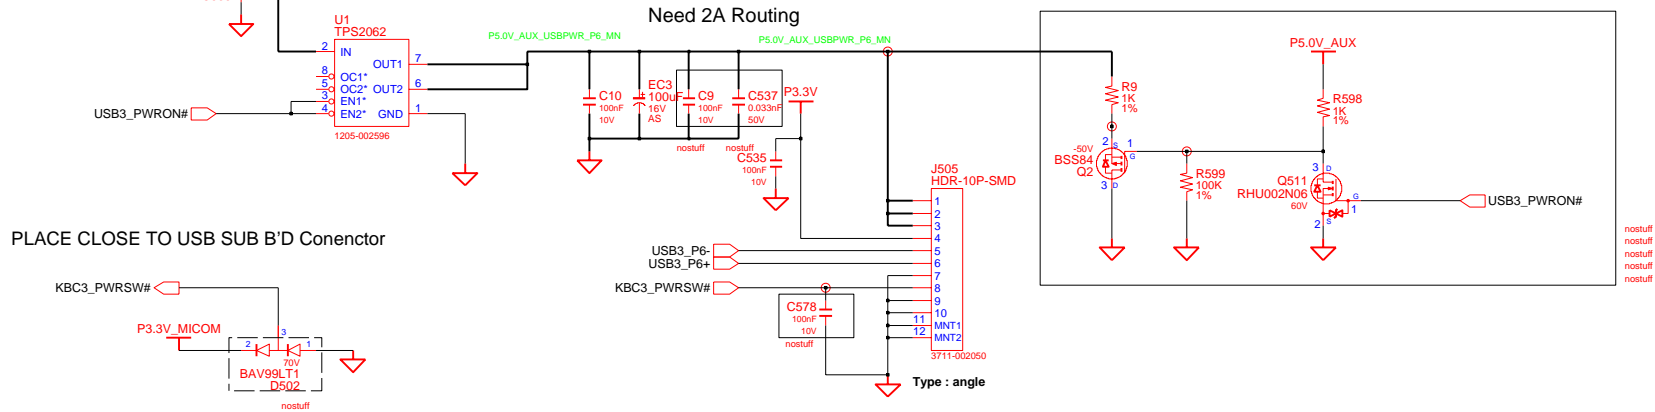 Need 2A Routing
U1
TPS2062
2 IN
OUT1 7
8 OC1*
5 OC2*
OUT2 6
3 EN1*
4 EN2*
GND 1
1205-002596
USB3_PWRON#
P5.0V_AUX_USBPWR_P6_MN
P5.0V_AUX_USBPWR_P6_MN
C10
100nF
10V
EC3
100uF
16V
AS
C9
100nF
10V
nostuff
C537
0.033nF
50V
nostuff
P3.3V
C535
100nF
10V
J505
HDR-10P-SMD
1
2
3
4
5
6
7
8
9
10
11 MNT1
12 MNT2
3711-002050
Type : angle
USB3_P6-
USB3_P6+
KBC3_PWRSW#
C578
100nF
10V
nostuff
R9
1K
1%
-50V
BSS84
Q2
2 S
1
G
3 D
P5.0V_AUX
R598
1K
1%
R599
100K
1%
Q511
RHU002N06
60V
3 D
G
1
2 S
USB3_PWRON#
nostuff
nostuff
nostuff
nostuff
nostuff
PLACE CLOSE TO USB SUB B'D Conenctor
KBC3_PWRSW#
P3.3V_MICOM
3
2
1
70V
BAV99LT1
D502
nostuff